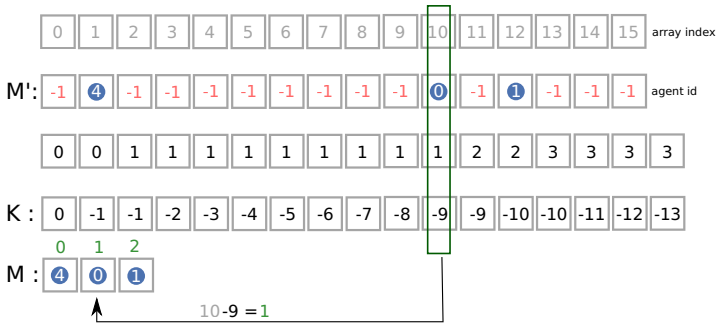 0 1 2 3 4 5 6 7 8 9 10 11 12 13 14 15 array index
M': -1 4 -1 -1 -1 -1 -1 -1 -1 -1 0 -1 1 -1 -1 -1 agent id
0 0 1 1 1 1 1 1 1 1 1 2 2 3 3 3 3
K : 0 -1 -1 -2 -3 -4 -5 -6 -7 -8 -9 -9 -10 -10 -11 -12 -13
0 1 2
M : 4 0 1
10-9 = 1